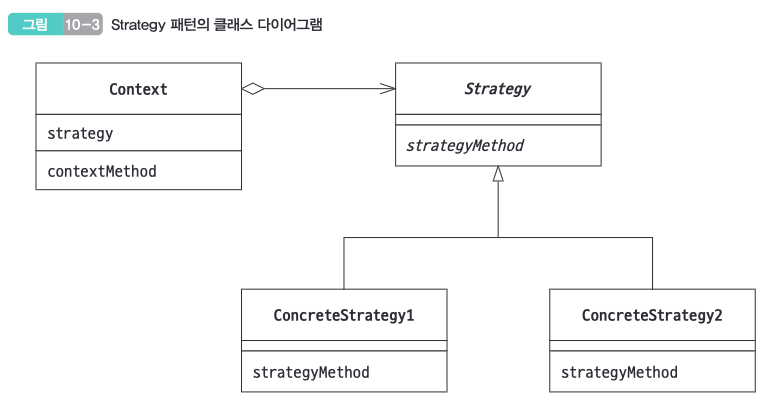 그림 10-3 Strategy 패턴의 클래스 다이어그램
Context
strategy
contextMethod
Strategy
strategyMethod
ConcreteStrategy1
strategyMethod
ConcreteStrategy2
strategyMethod